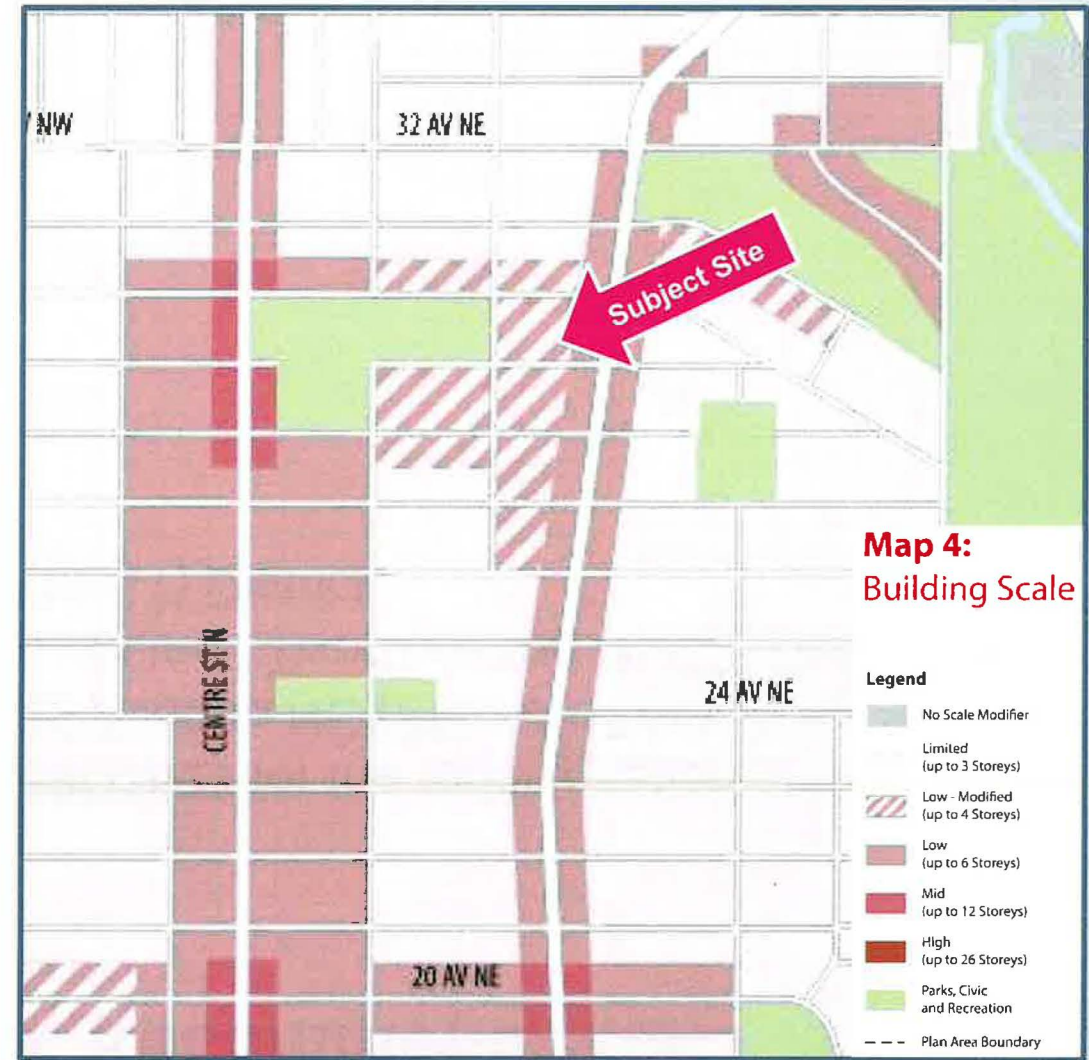 NW
32 AV NE
Subject Site
CENTRE ST N
24 AV NE
20 AV NE
Map 4:
Building Scale
Legend
No Scale Modifier
Limited
(up to 3 Storeys)
Low - Modified
(up to 4 Storeys)
Low
(up to 6 Storeys)
Mid
(up to 12 Storeys)
High
(up to 26 Storeys)
Parks, Civic
and Recreation
Plan Area Boundary